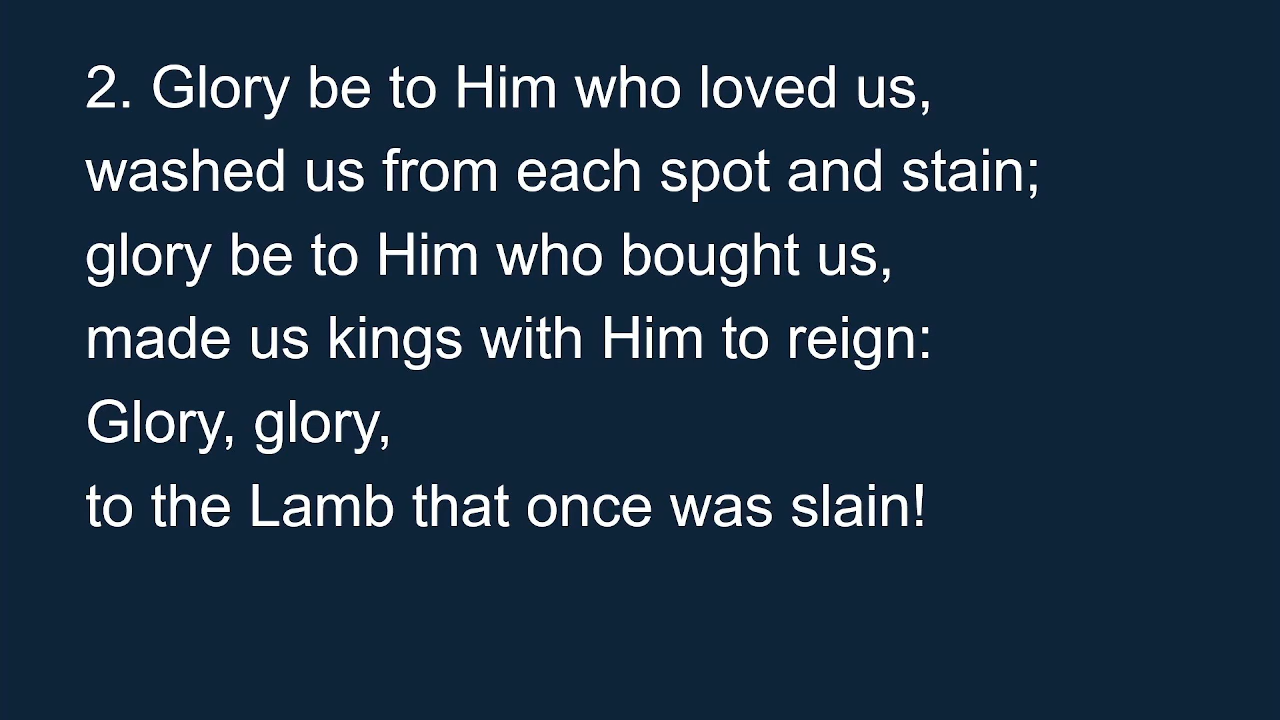 2. Glory be to Him who loved us,
washed us from each spot and stain;
glory be to Him who bought us,
made us kings with Him to reign:
Glory, glory,
to the Lamb that once was slain!